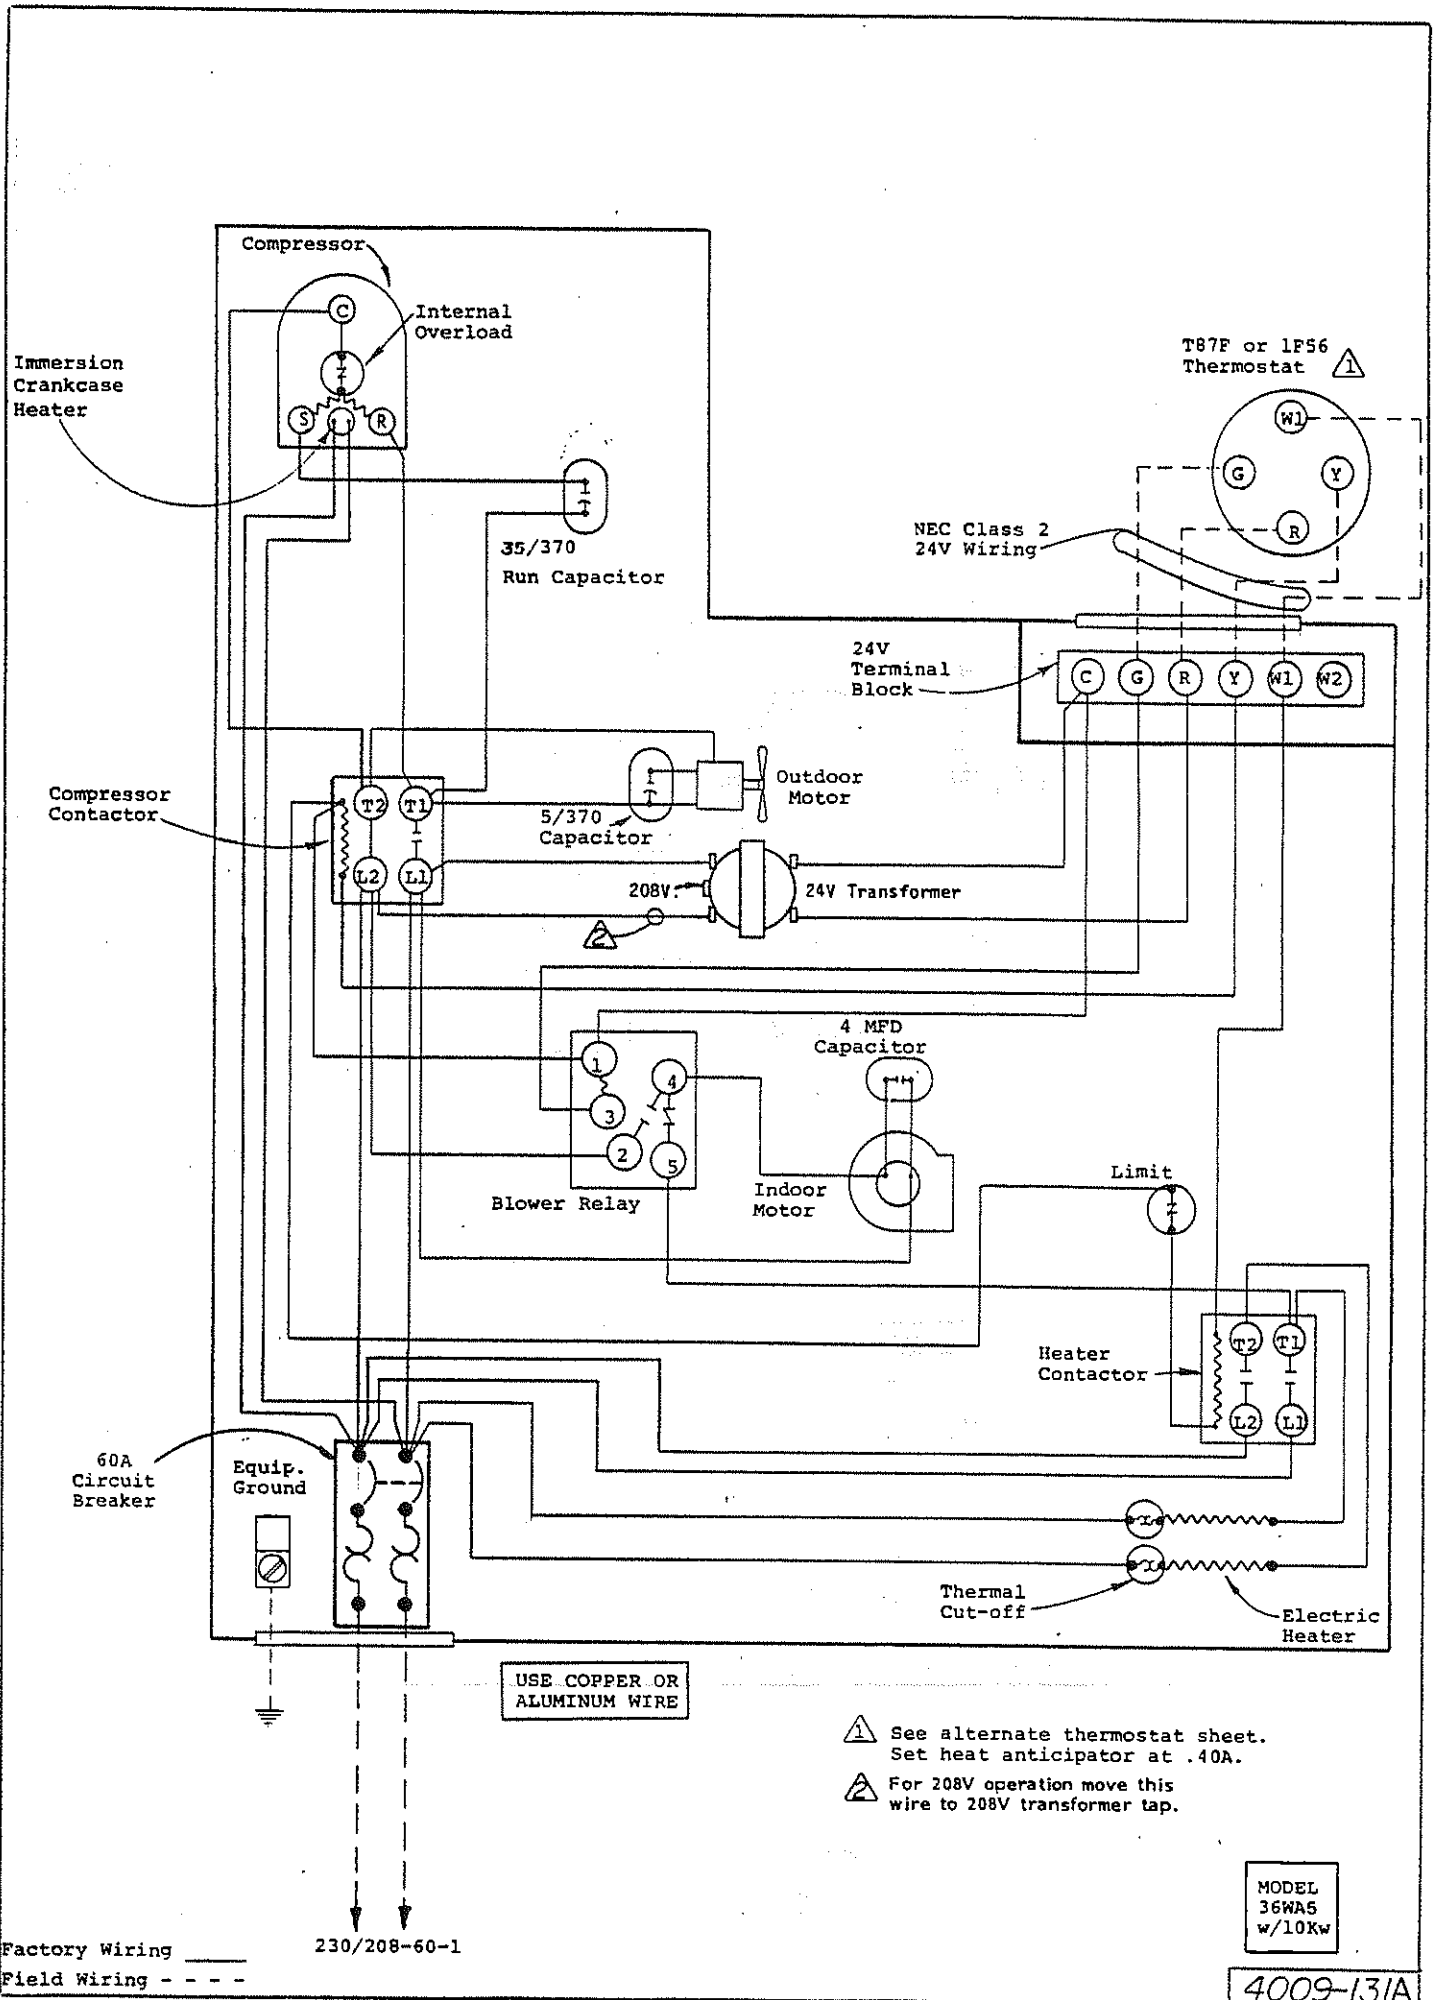 Compressor
C
Internal
Overload
Immersion
Crankcase
Heater
S
R
35/370
Run Capacitor
T87F or 1F56
Thermostat
1
W1
G
Y
R
NEC Class 2
24V Wiring
24V
Terminal
Block
C
G
R
Y
W1
W2
Compressor
Contactor
T2
T1
L2
L1
5/370
Capacitor
Outdoor
Motor
208V.
24V Transformer
2
4 MFD
Capacitor
1
4
3
2
5
Blower Relay
Indoor
Motor
Limit
Heater
Contactor
T2
T1
L2
L1
60A
Circuit
Breaker
Equip.
Ground
Thermal
Cut-off
Electric
Heater
USE COPPER OR
ALUMINUM WIRE
1 See alternate thermostat sheet.
Set heat anticipator at .40A.
2 For 208V operation move this
wire to 208V transformer tap.
MODEL
36WA5
w/10Kw
230/208-60-1
Factory Wiring
Field Wiring - - - -
4009-131A